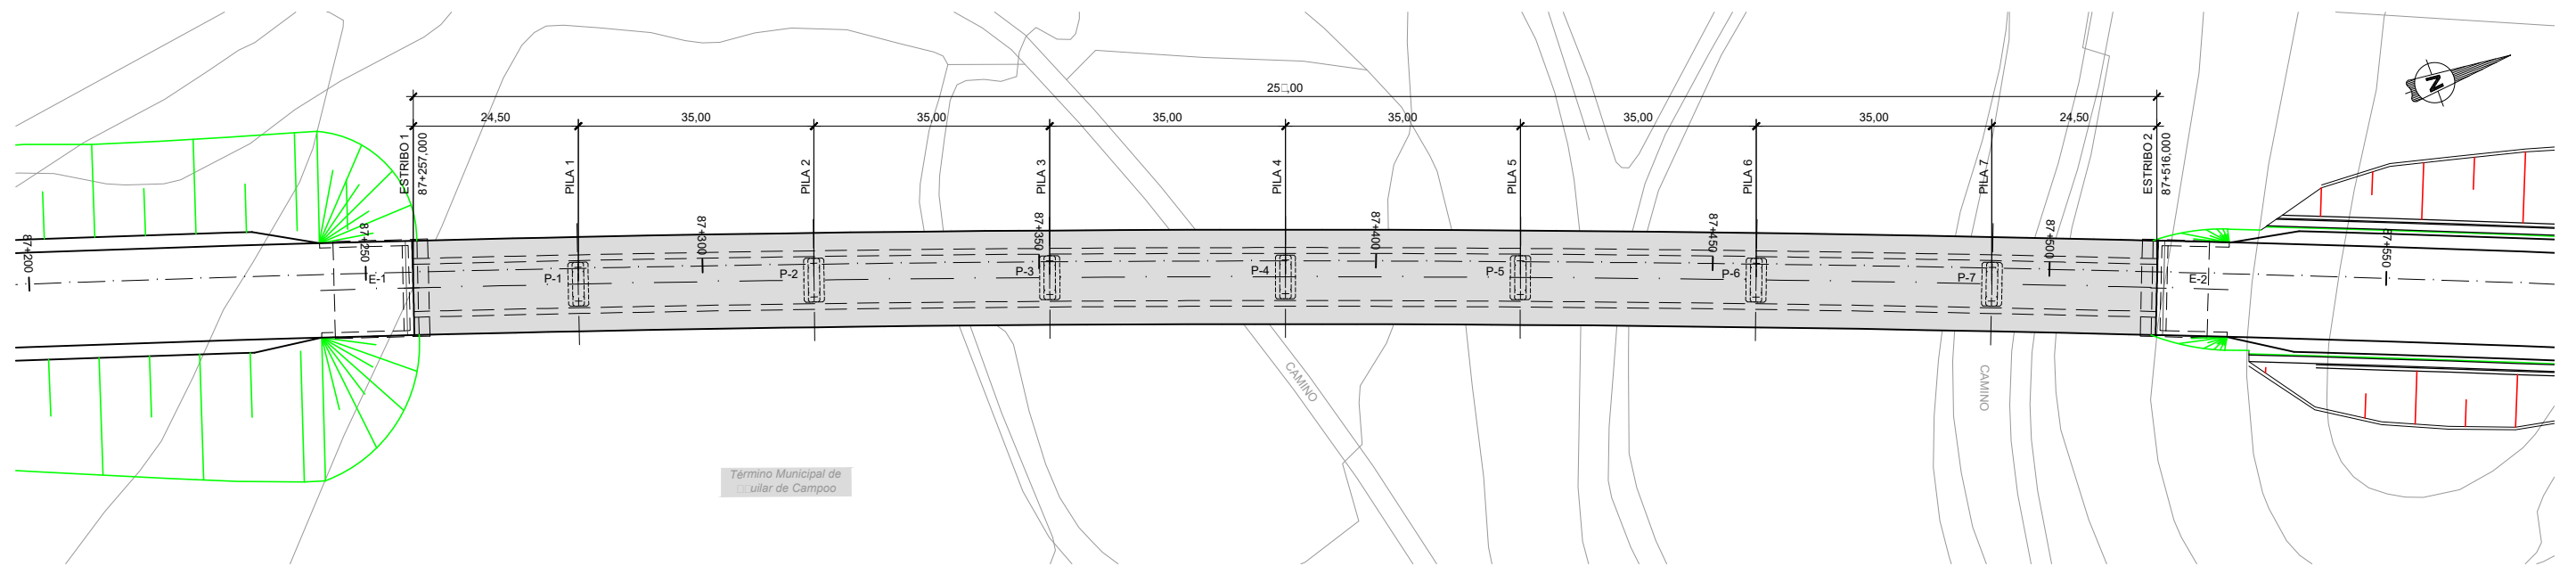 25□,00
24,50
35,00
35,00
35,00
35,00
35,00
35,00
24,50
ESTRIBO 1
87+257,000
PILA 1
PILA 2
PILA 3
PILA 4
PILA 5
PILA 6
PILA 7
ESTRIBO 2
87+516,000
N
87+200
87+250
87+300
87+350
87+400
87+450
87+500
87+550
E-1
P-1
P-2
P-3
P-4
P-5
P-6
P-7
E-2
CAMINO
CAMINO
Término Municipal de
□□uilar de Campoo